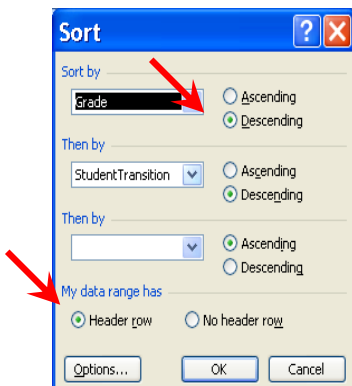 Sort
Sort by
Grade
Ascending
Descending
Then by
StudentTransition
Ascending
Descending
Then by
Ascending
Descending
My data range has
Header row
No header row
Options...
OK
Cancel